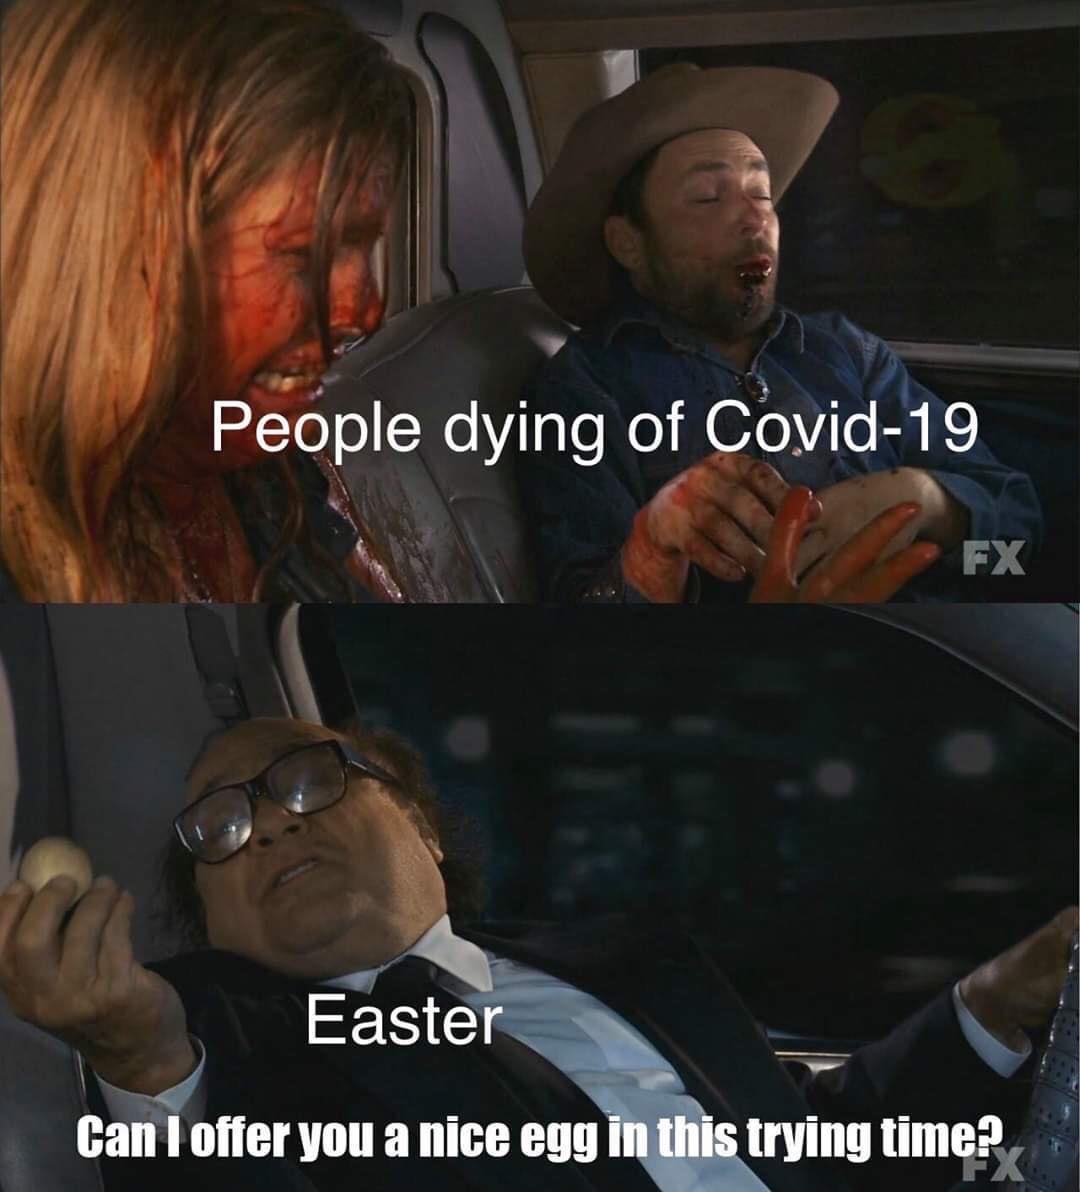 People dying of Covid-19
FX
Easter
Can I offer you a nice egg in this trying time?
FX